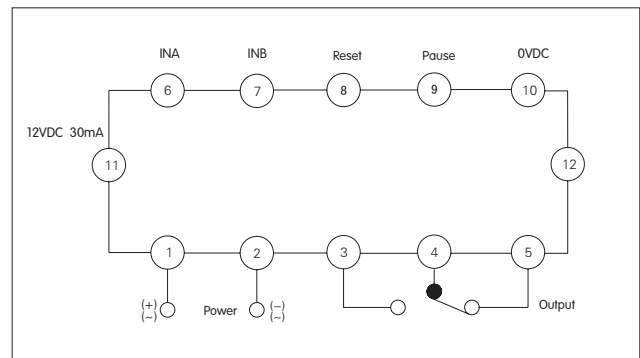 INA INB Reset Pause 0VDC
6 7 8 9 10
12VDC 30mA
11 12
1 2 3 4 5
(+) (−)
(~) Power (~) Output